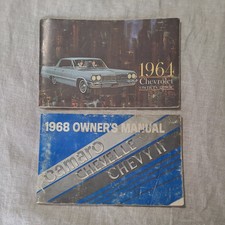 1964
Chevrolet
1968 OWNER'S MANUAL
camaro
CHEVELLE
CHEVY II